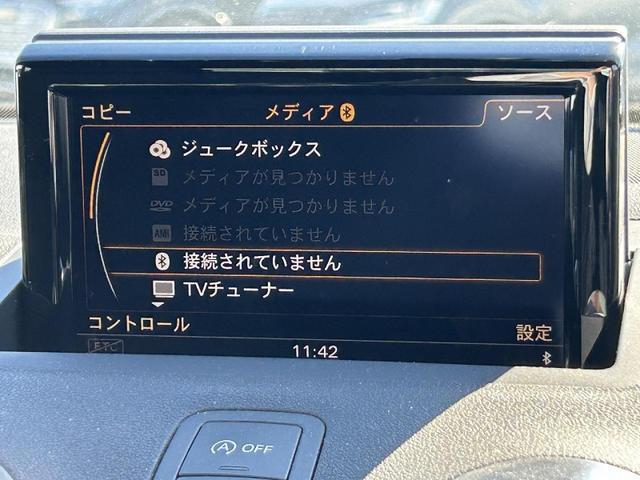 コピー
メディア
ソース
ジュークボックス
SD メディアが見つかりません
DVD メディアが見つかりません
AMI 接続されていません
接続されていません
TVチューナー
コントロール
設定
ETC
11:42
A OFF